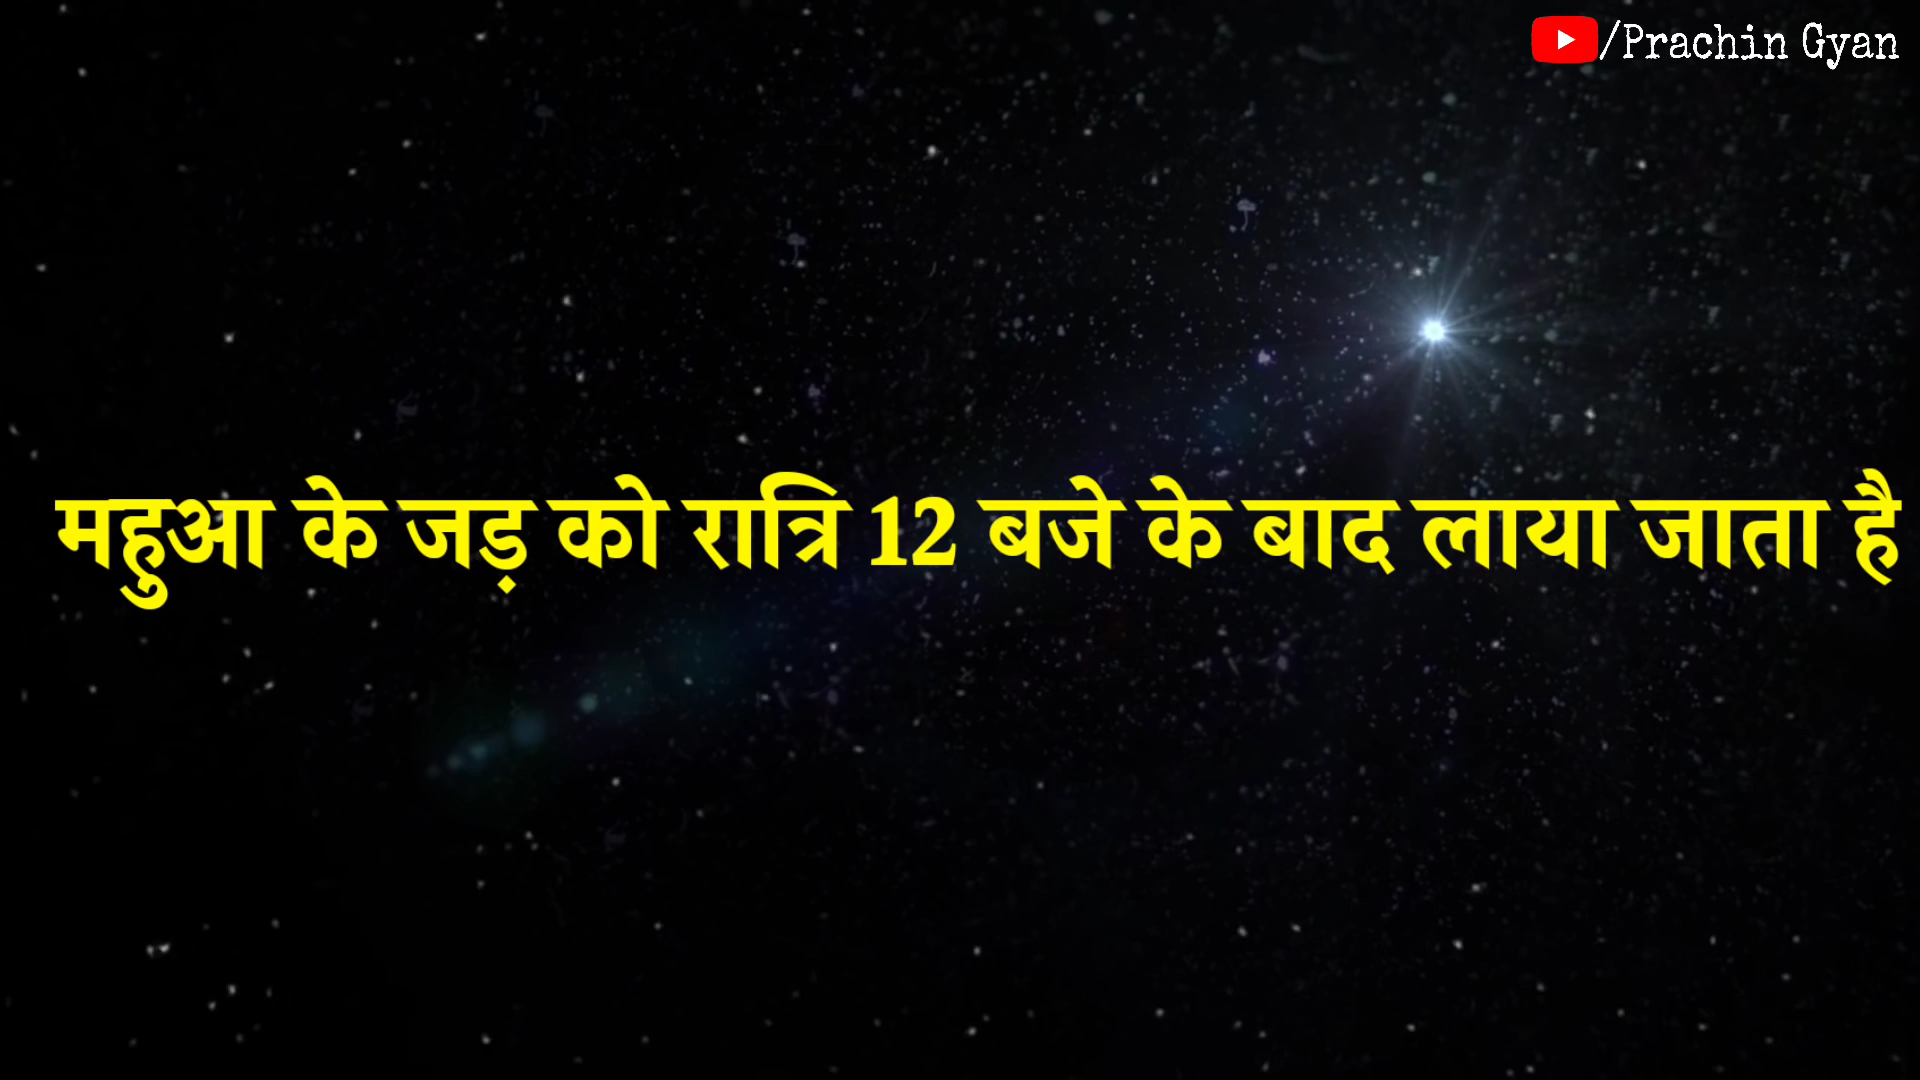 /Prachin Gyan
महुआ के जड़ को रात्रि 12 बजे के बाद लाया जाता है